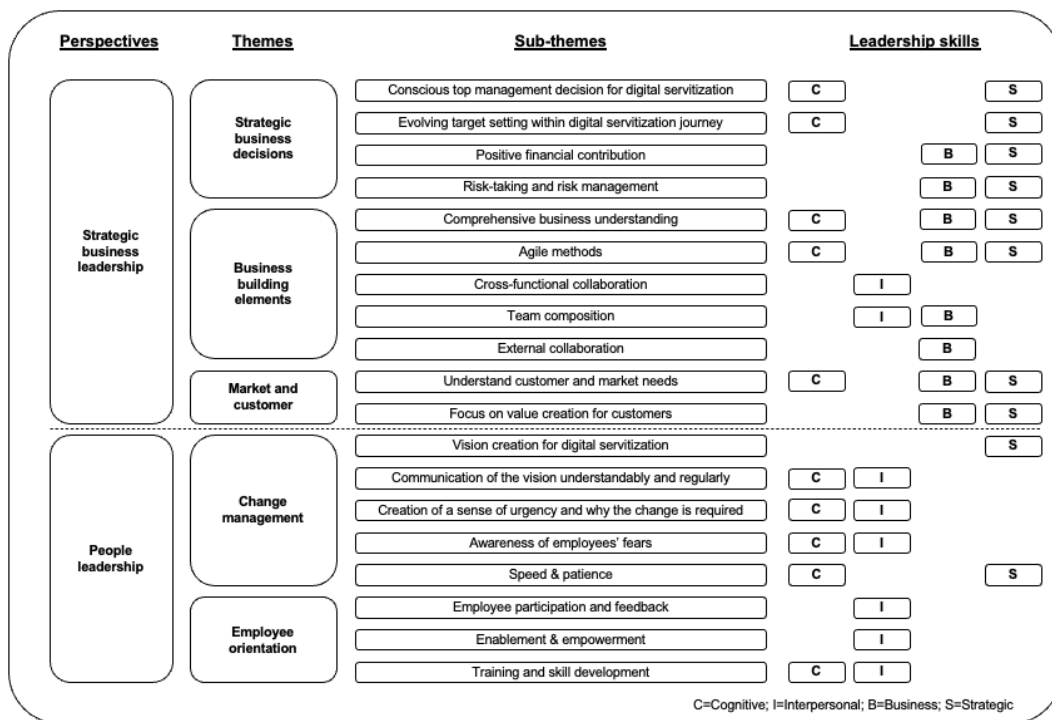 Perspectives Themes Sub-themes Leadership skills
Strategic
business
leadership
Strategic
business
decisions
Conscious top management decision for digital servitization C S
Evolving target setting within digital servitization journey C S
Positive financial contribution B S
Risk-taking and risk management B S
Business
building
elements
Comprehensive business understanding C B S
Agile methods C B S
Cross-functional collaboration I
Team composition I B
External collaboration B
Market and
customer
Understand customer and market needs C B S
Focus on value creation for customers B S
People
leadership
Change
management
Vision creation for digital servitization S
Communication of the vision understandably and regularly C I
Creation of a sense of urgency and why the change is required C I
Awareness of employees' fears C I
Speed & patience C S
Employee
orientation
Employee participation and feedback I
Enablement & empowerment I
Training and skill development C I
C=Cognitive; I=Interpersonal; B=Business; S=Strategic